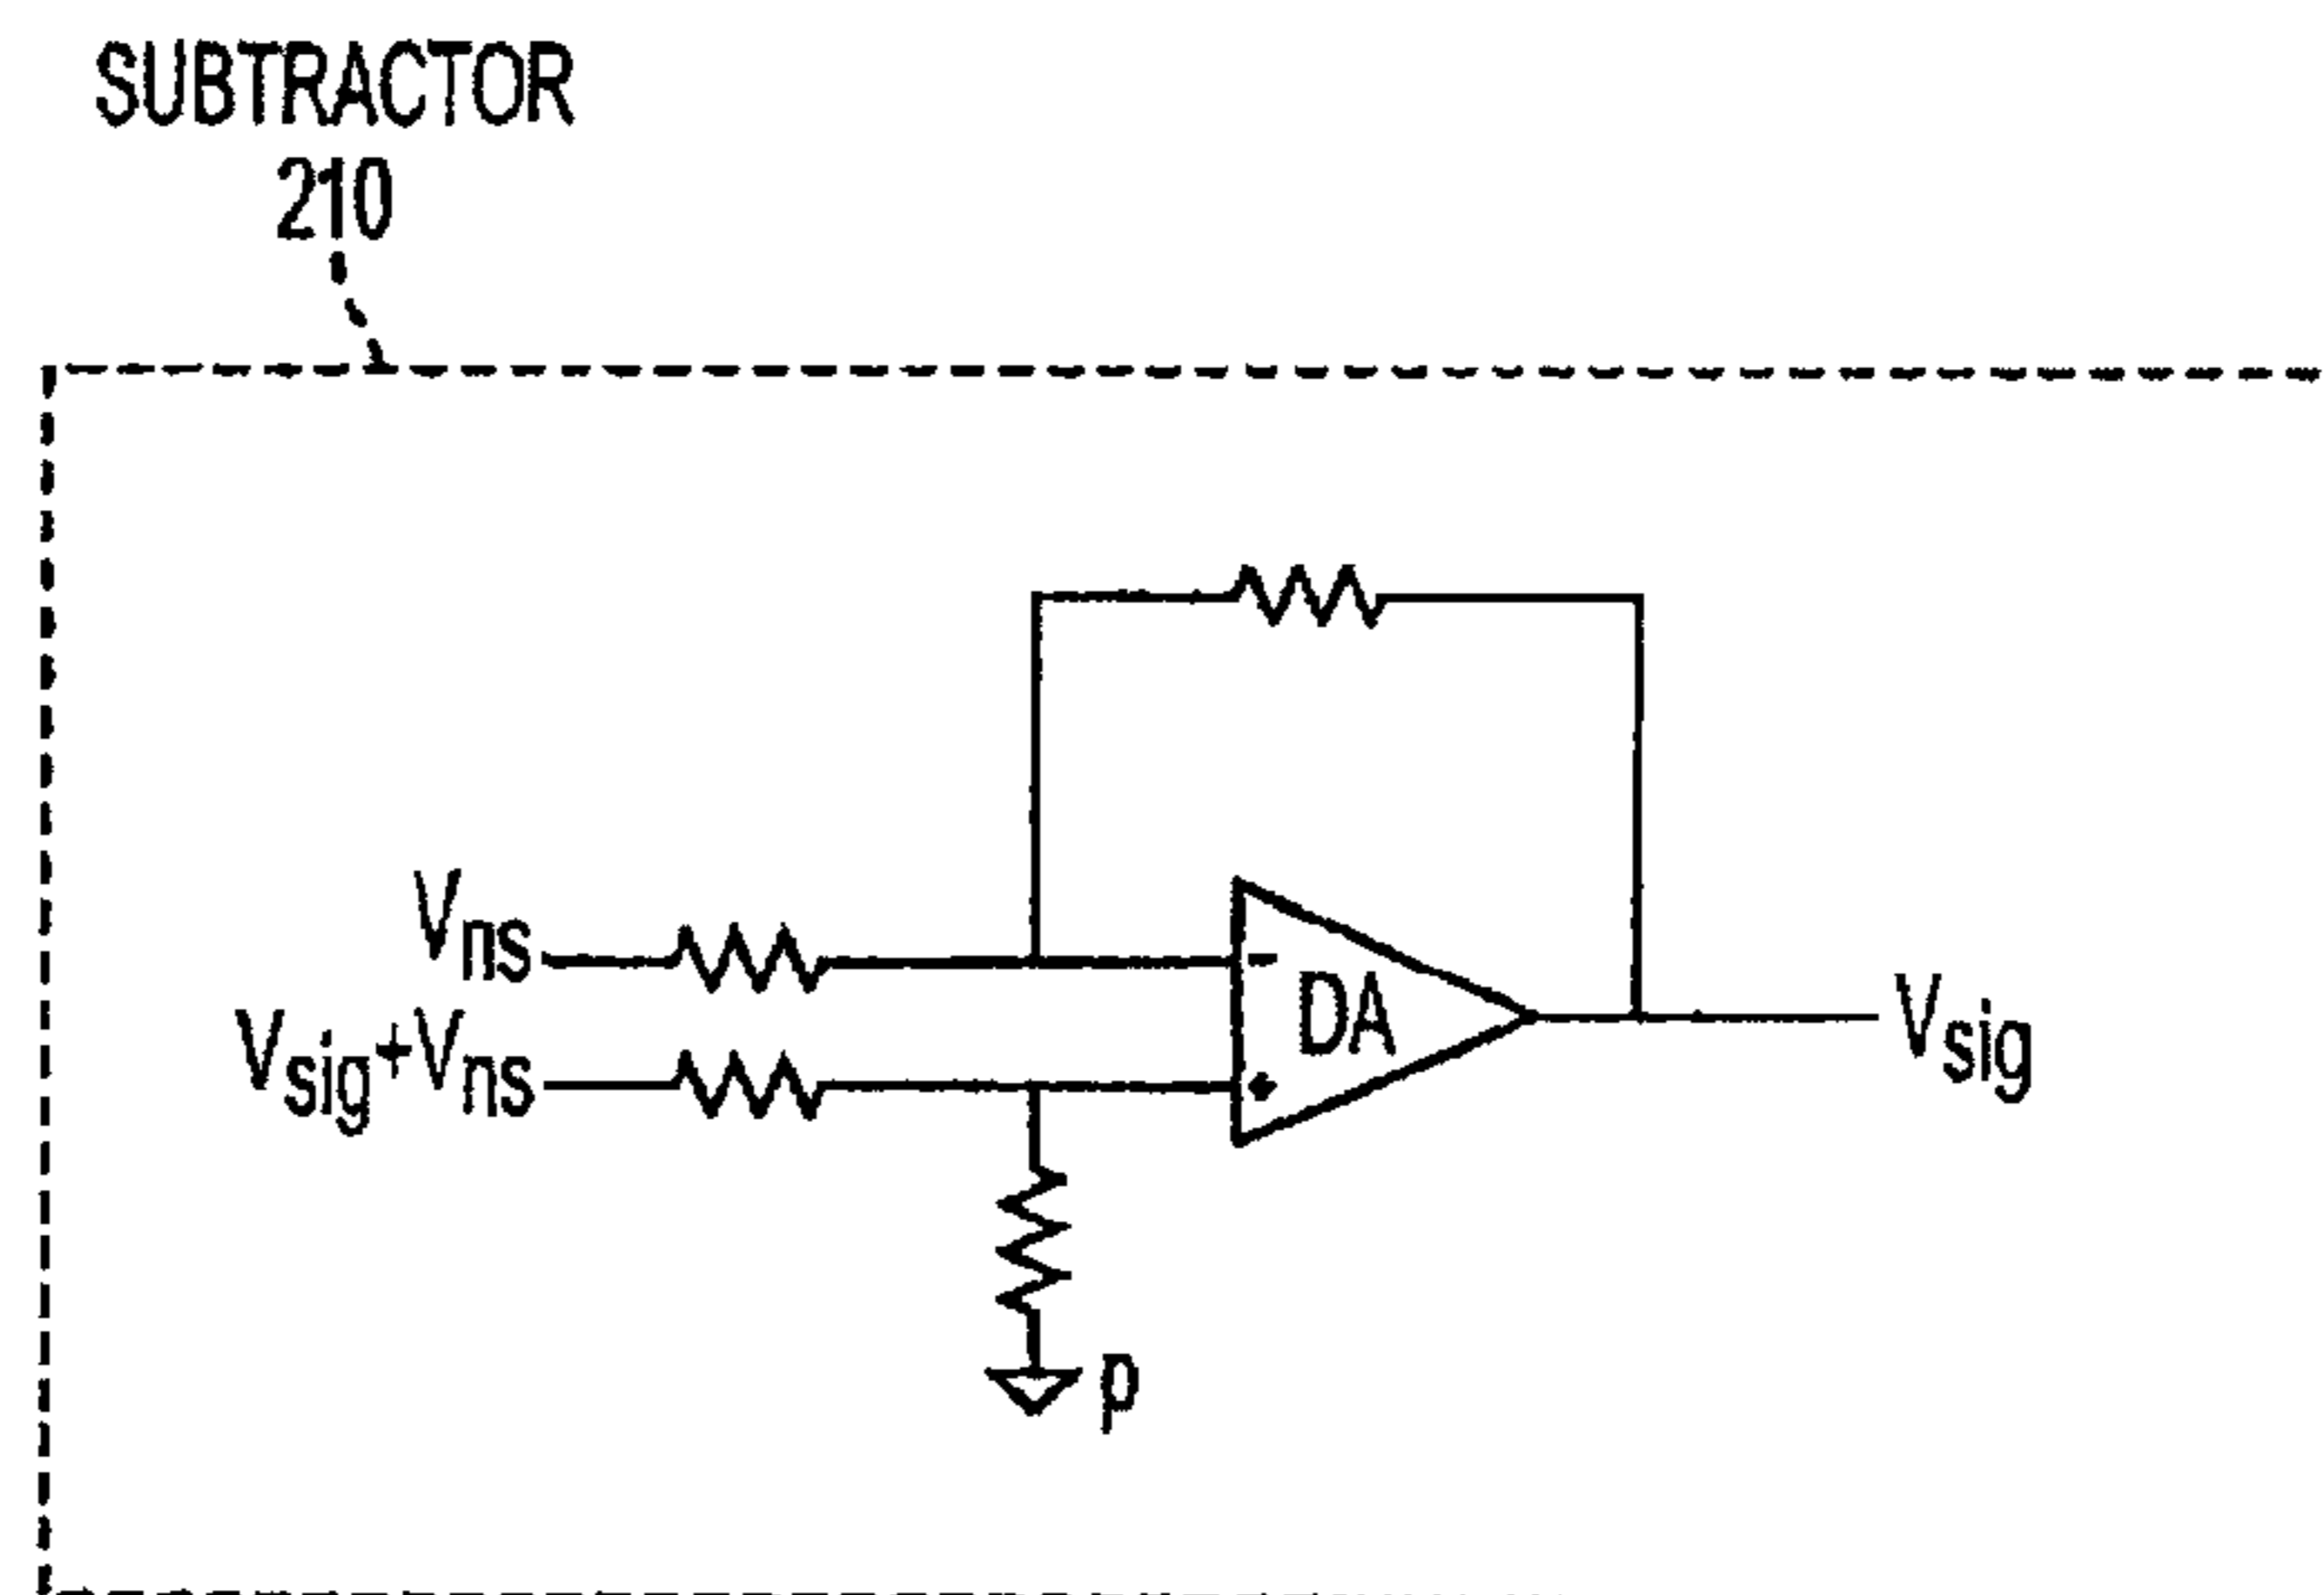 SUBTRACTOR
210
Vns
Vsig+Vns
- DA
+
Vsig
p